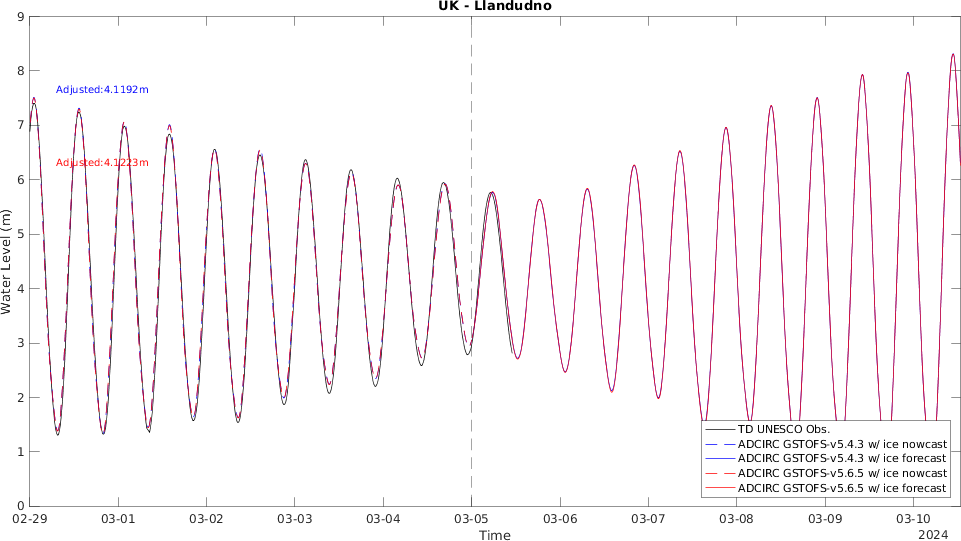 UK - Llandudno
9
8
7
6
5
4
3
2
1
0
Water Level (m)
Adjusted:4.1192m
Adjusted:4.1223m
TD UNESCO Obs.
ADCIRC GSTOFS-v5.4.3 w/ ice nowcast
ADCIRC GSTOFS-v5.4.3 w/ ice forecast
ADCIRC GSTOFS-v5.6.5 w/ ice nowcast
ADCIRC GSTOFS-v5.6.5 w/ ice forecast
02-29 03-01 03-02 03-03 03-04 03-05 03-06 03-07 03-08 03-09 03-10
Time
2024